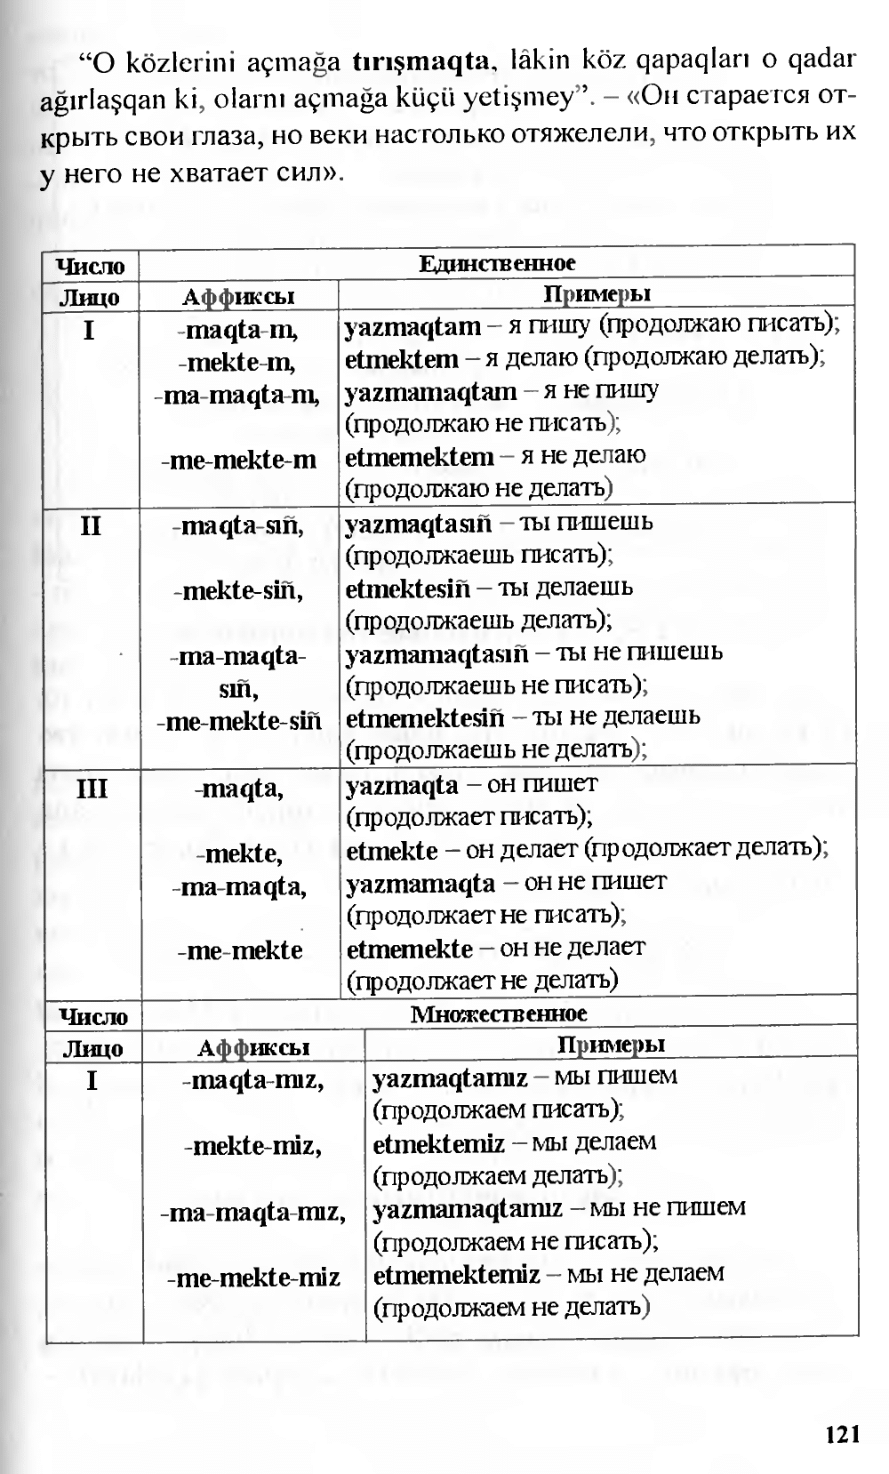 “O közlerini açmağa tırışmaqta, lâkin köz qapaqları o qadar
ağırlaşqan ki, olarnı açmağa küçü yetişmey”. – «Он старается от-
крыть свои глаза, но веки настолько отяжелели, что открыть их
у него не хватает сил».
Число Единственное
Лицо Аффиксы Примеры
I -maqta-m, yazmaqtam – я пишу (продолжаю писать);
-mekte-m, etmektem – я делаю (продолжаю делать);
-ma-maqta-m, yazmamaqtam – я не пишу
(продолжаю не писать);
-me-mekte-m etmemektem – я не делаю
(продолжаю не делать)
II -maqta-sıñ, yazmaqtasıñ – ты пишешь
(продолжаешь писать);
-mekte-siñ, etmektesiñ – ты делаешь
(продолжаешь делать);
-ma-maqta- yazmamaqtasıñ – ты не пишешь
sıñ, (продолжаешь не писать);
-me-mekte-siñ etmemektesiñ – ты не делаешь
(продолжаешь не делать);
III -maqta, yazmaqta – он пишет
(продолжает писать);
-mekte, etmekte – он делает (продолжает делать);
-ma-maqta, yazmamaqta – он не пишет
(продолжает не писать);
-me-mekte etmemekte – он не делает
(продолжает не делать)
Число Множественное
Лицо Аффиксы Примеры
I -maqta-mız, yazmaqtamız – мы пишем
(продолжаем писать);
-mekte-miz, etmektemiz – мы делаем
(продолжаем делать);
-ma-maqta-mız, yazmamaqtamız – мы не пишем
(продолжаем не писать);
-me-mekte-miz etmemektemiz – мы не делаем
(продолжаем не делать)
121